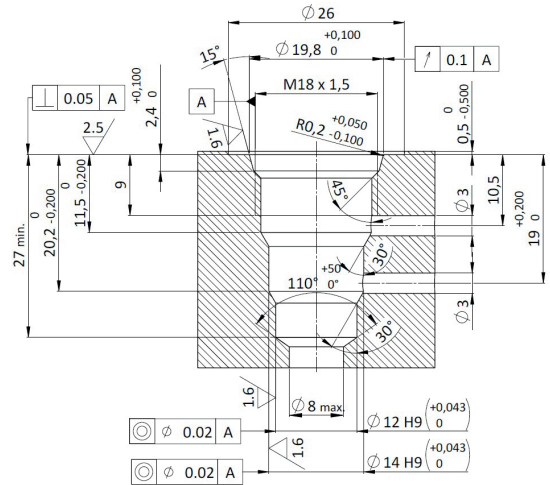 ⌀ 26
⌀ 19,8 +0,100 0
15°
↗ 0.1 A
M18 x 1,5
⊥ 0.05 A
A
2.5
2,4 +0,100 0
1.6
R0,2 +0,050 -0,100
0,5 0 -0,500
27 min.
20,2 0 -0,200
11,5 0 -0,200
9
45°
10,5
⌀ 3
19 +0,200 0
30°
110° +50° 0°
⌀ 3
30°
1.6
⌀ 8 max.
◎ ⌀ 0.02 A
⌀ 12 H9 (+0,043 0)
1.6
◎ ⌀ 0.02 A
⌀ 14 H9 (+0,043 0)